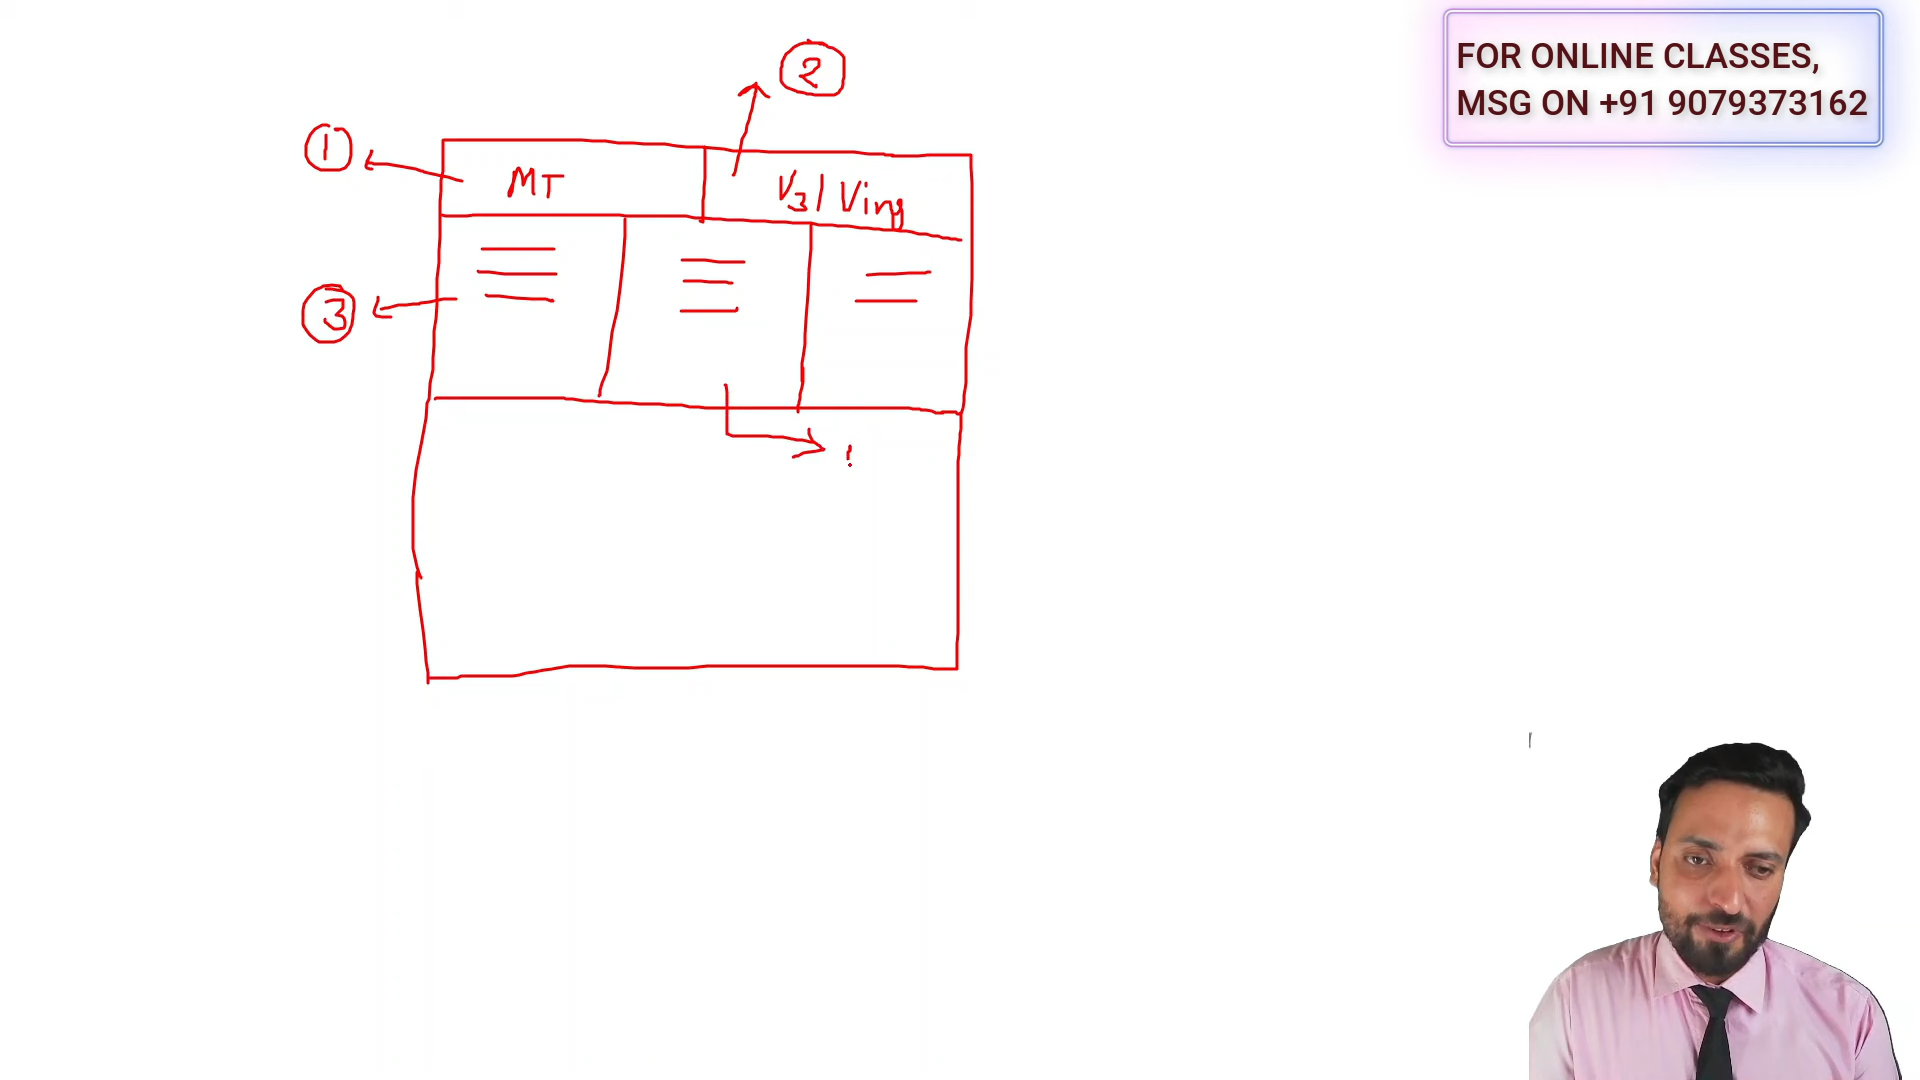 FOR ONLINE CLASSES,
MSG ON +91 9079373162
2
1
MT
V3/Ving
3